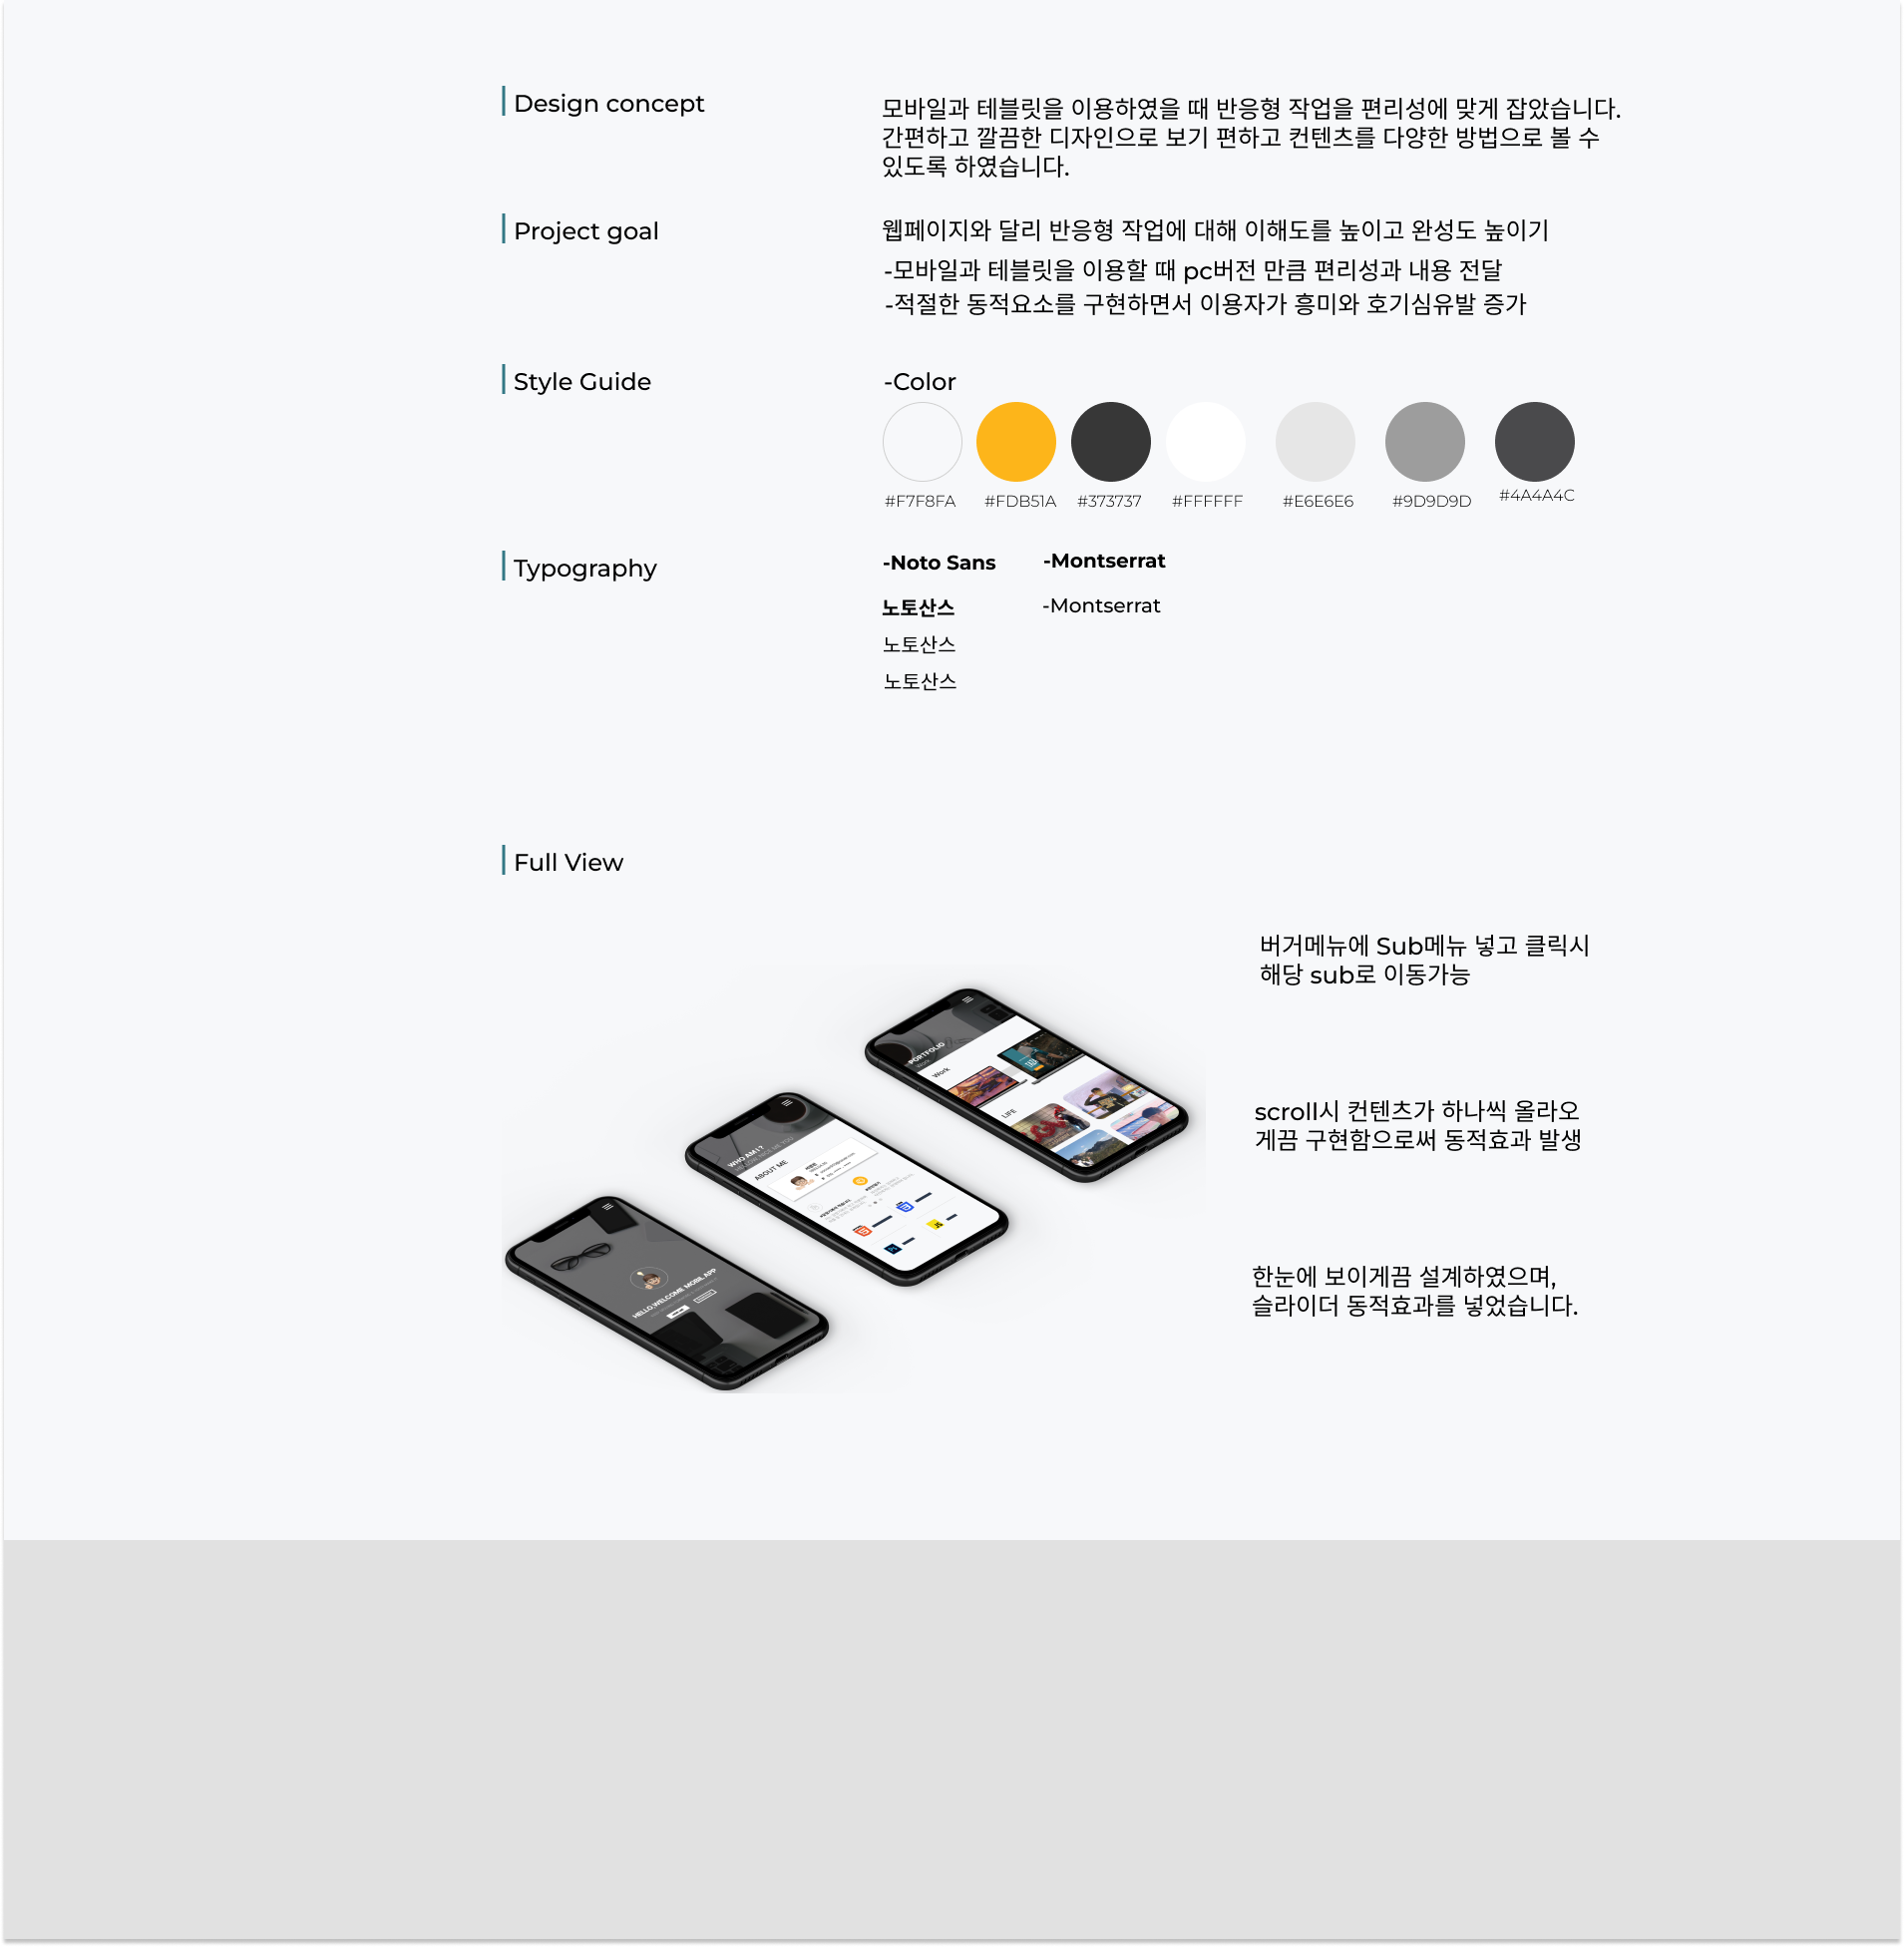 Design concept
모바일과 테블릿을 이용하였을 때 반응형 작업을 편리성에 맞게 잡았습니다.
간편하고 깔끔한 디자인으로 보기 편하고 컨텐츠를 다양한 방법으로 볼 수
있도록 하였습니다.
Project goal
웹페이지와 달리 반응형 작업에 대해 이해도를 높이고 완성도 높이기
-모바일과 테블릿을 이용할 때 pc버전 만큼 편리성과 내용 전달
-적절한 동적요소를 구현하면서 이용자가 흥미와 호기심유발 증가
Style Guide
-Color
#F7F8FA #FDB51A #373737 #FFFFFF #E6E6E6 #9D9D9D #4A4A4C
Typography
-Noto Sans -Montserrat
노토산스 -Montserrat
노토산스
노토산스
Full View
버거메뉴에 Sub메뉴 넣고 클릭시
해당 sub로 이동가능
PORTFOLIO
Work
LIFE
scroll시 컨텐츠가 하나씩 올라오
게끔 구현함으로써 동적효과 발생
WHO AM I?
ABOUT ME
한눈에 보이게끔 설계하였으며,
슬라이더 동적효과를 넣었습니다.
HELLO,WELCOME MOBIL APP